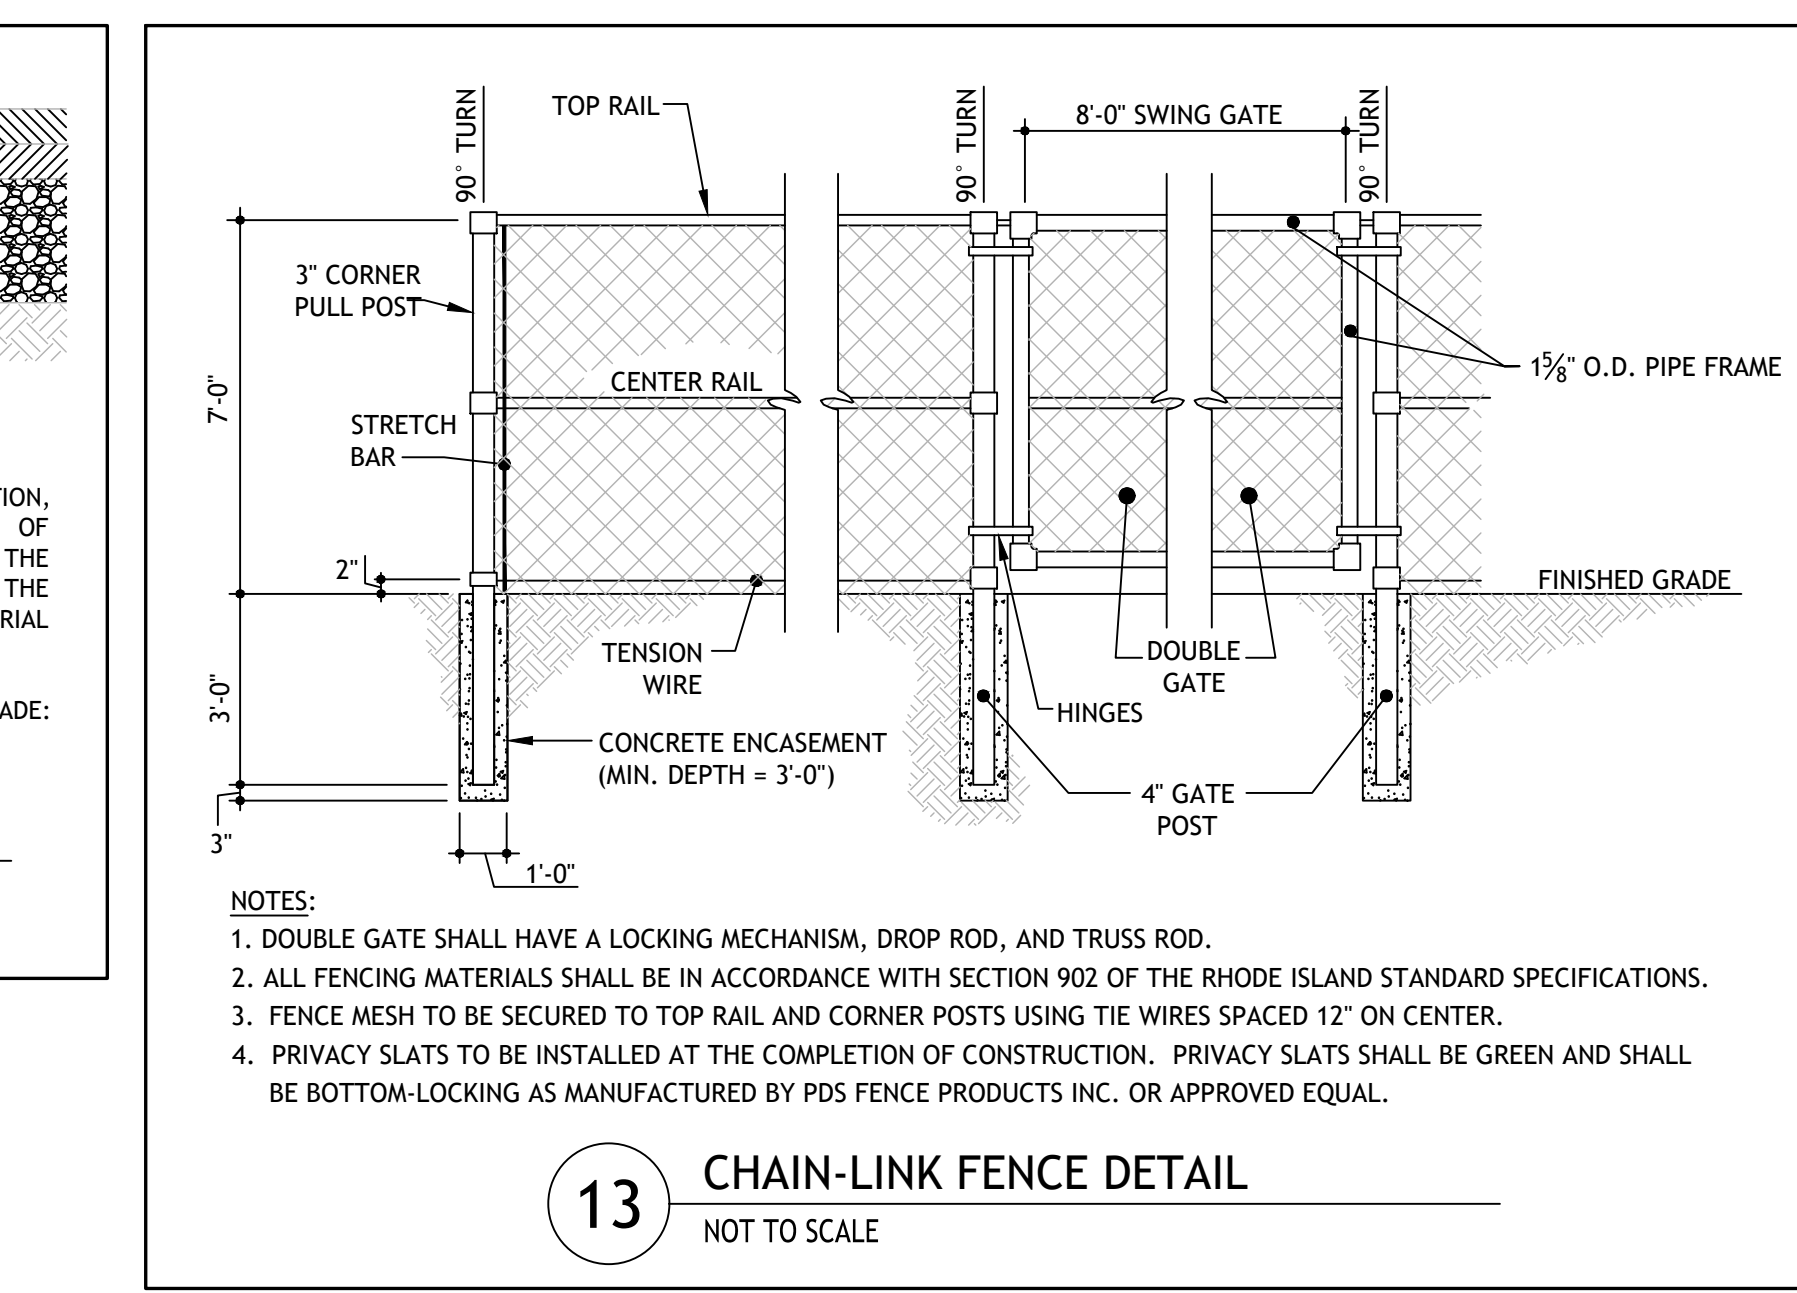 TION,
OF
THE
THE
RIAL
ADE:
90° TURN
TOP RAIL
90° TURN
8'-0" SWING GATE
90° TURN
3" CORNER
PULL POST
7'-0"
CENTER RAIL
1⅝" O.D. PIPE FRAME
STRETCH
BAR
2"
FINISHED GRADE
TENSION
WIRE
DOUBLE
GATE
3'-0"
HINGES
CONCRETE ENCASEMENT
(MIN. DEPTH = 3'-0")
4" GATE
POST
3"
1'-0"
NOTES:
1. DOUBLE GATE SHALL HAVE A LOCKING MECHANISM, DROP ROD, AND TRUSS ROD.
2. ALL FENCING MATERIALS SHALL BE IN ACCORDANCE WITH SECTION 902 OF THE RHODE ISLAND STANDARD SPECIFICATIONS.
3. FENCE MESH TO BE SECURED TO TOP RAIL AND CORNER POSTS USING TIE WIRES SPACED 12" ON CENTER.
4. PRIVACY SLATS TO BE INSTALLED AT THE COMPLETION OF CONSTRUCTION. PRIVACY SLATS SHALL BE GREEN AND SHALL
BE BOTTOM-LOCKING AS MANUFACTURED BY PDS FENCE PRODUCTS INC. OR APPROVED EQUAL.
13
CHAIN-LINK FENCE DETAIL
NOT TO SCALE